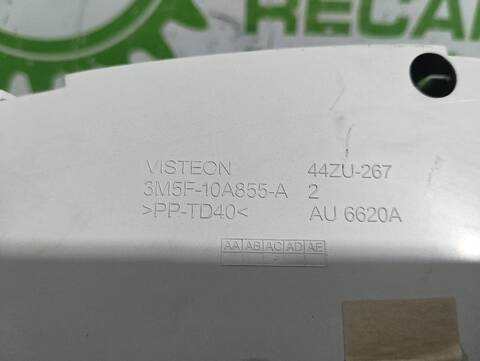 RECA
VISTEON 44ZU-267
3M5F-10A855-A 2
>PP-TD40< AU 6620A
AA AB AC AD AE